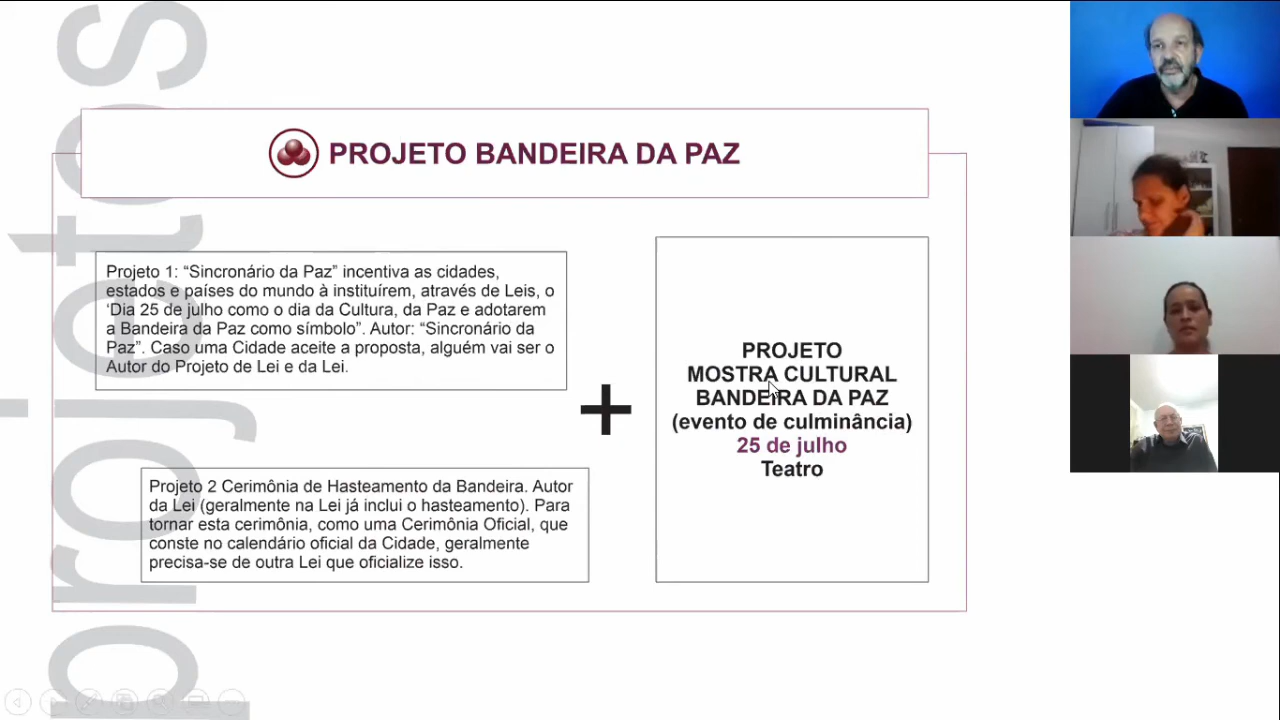 projetos
PROJETO BANDEIRA DA PAZ
Projeto 1: “Sincronário da Paz” incentiva as cidades,
estados e países do mundo à instituírem, através de Leis, o
‘Dia 25 de julho como o dia da Cultura, da Paz e adotarem
a Bandeira da Paz como símbolo”. Autor: “Sincronário da
Paz”. Caso uma Cidade aceite a proposta, alguém vai ser o
Autor do Projeto de Lei e da Lei.
+
Projeto 2 Cerimônia de Hasteamento da Bandeira. Autor
da Lei (geralmente na Lei já inclui o hasteamento). Para
tornar esta cerimônia, como uma Cerimônia Oficial, que
conste no calendário oficial da Cidade, geralmente
precisa-se de outra Lei que oficialize isso.
PROJETO
MOSTRA CULTURAL
BANDEIRA DA PAZ
(evento de culminância)
25 de julho
Teatro